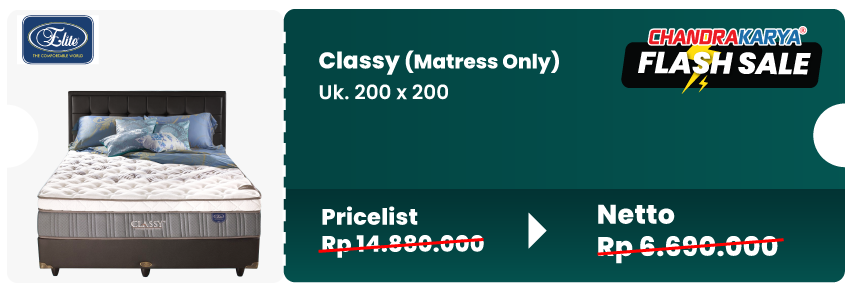 Elite
THE COMFORTABLE WORLD
CLASSY
Classy (Matress Only)
Uk. 200 x 200
CHANDRAKARYA®
FLASH SALE
Pricelist
Rp 14.880.000
Netto
Rp 6.690.000